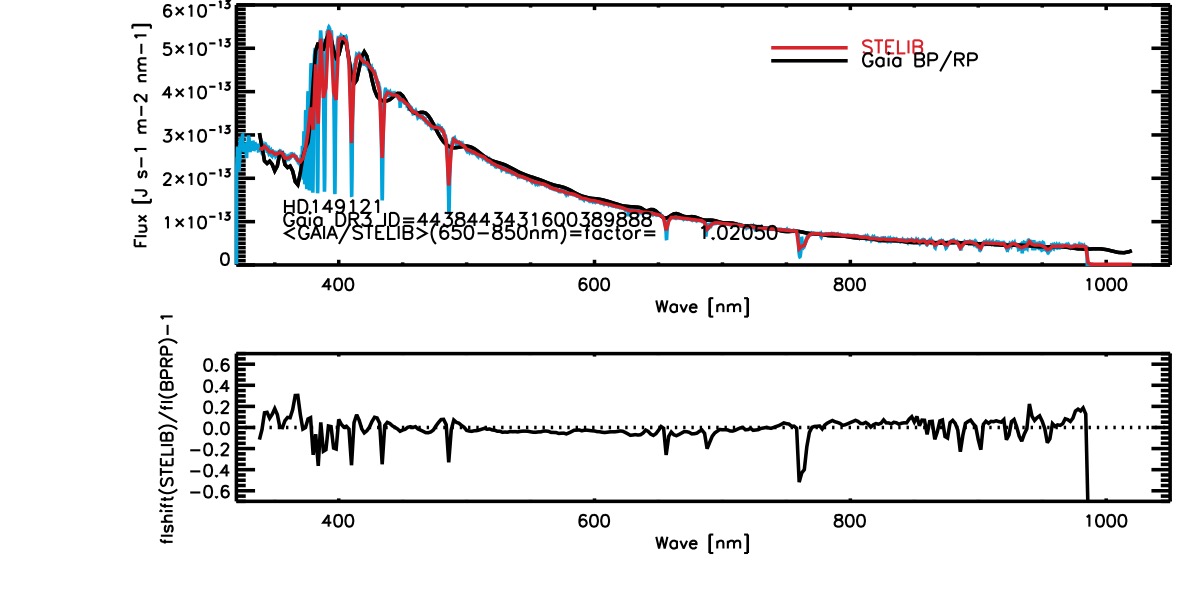 Flux [J s−1 m−2 nm−1]
6×10−13
5×10−13
4×10−13
3×10−13
2×10−13
1×10−13
0
STELIB
Gaia BP/RP
HD149121
Gaia DR3 ID=4438443431600389888
<GAIA/STELIB>(650−850nm)=factor= 1.02050
400 600 800 1000
Wave [nm]
flshift(STELIB)/fl(BPRP)−1
0.6
0.4
0.2
0.0
−0.2
−0.4
−0.6
400 600 800 1000
Wave [nm]